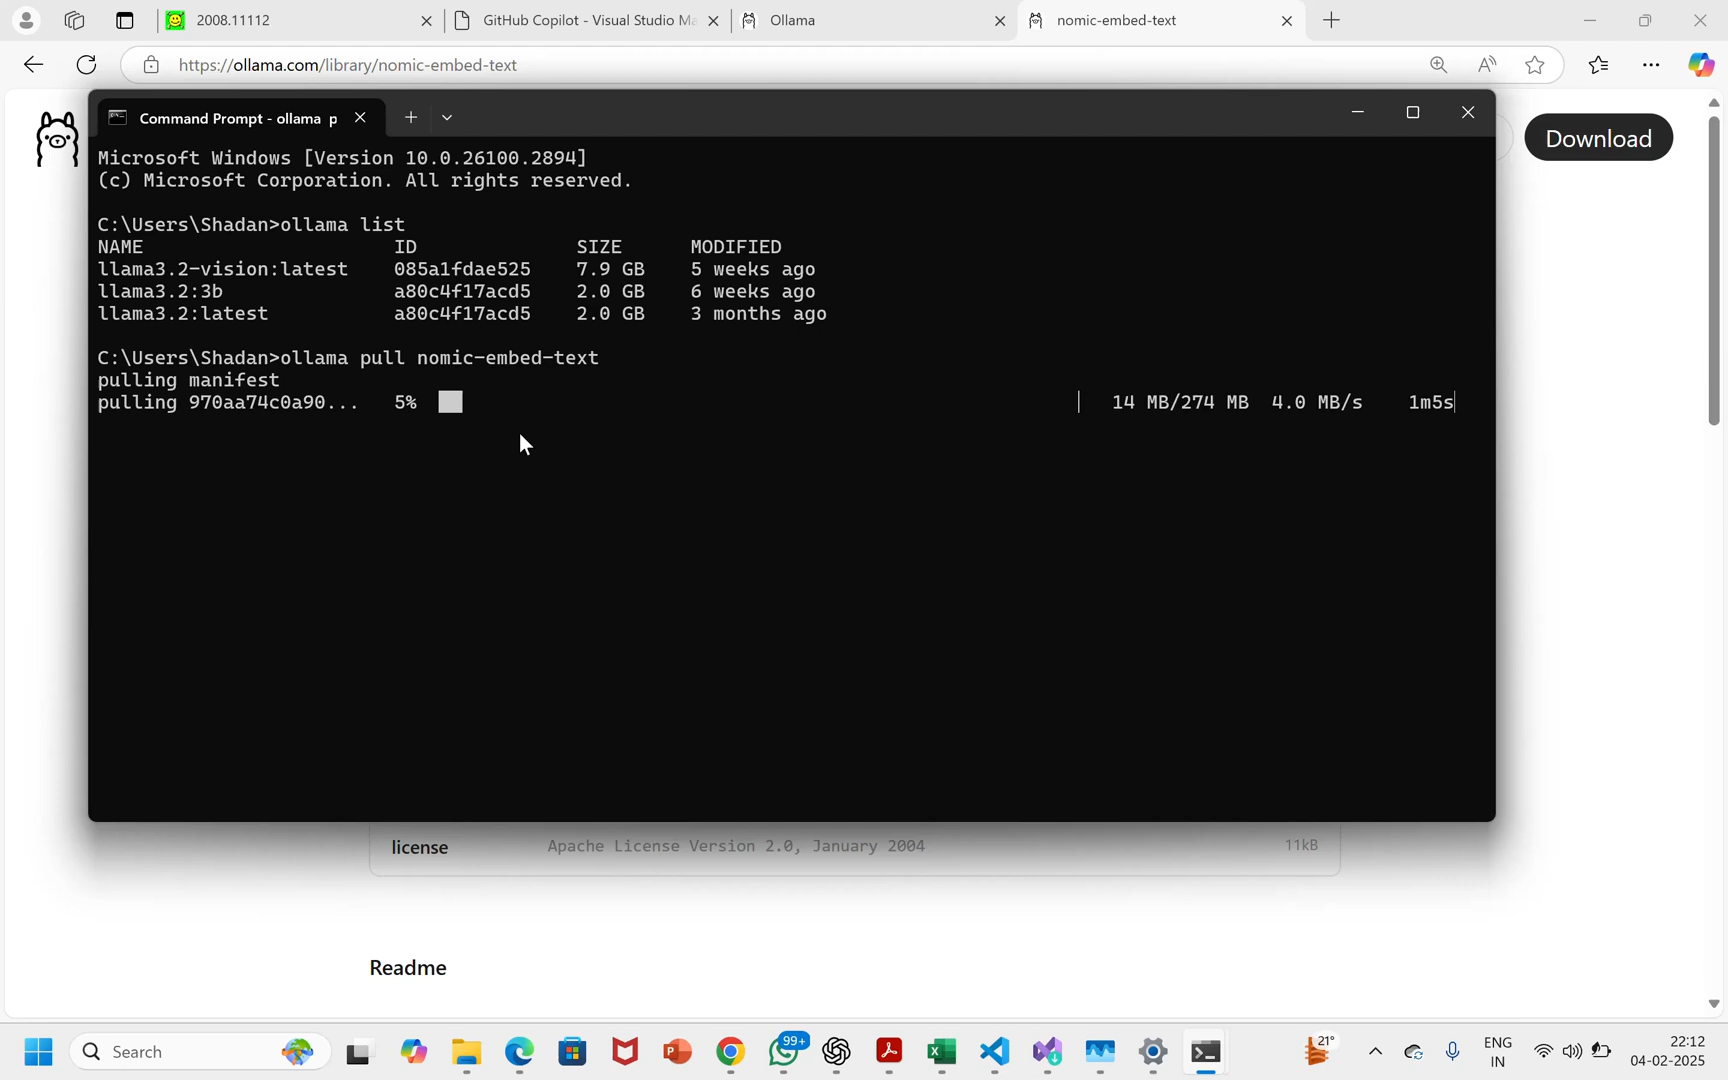 2008.11112
GitHub Copilot - Visual Studio Ma
Ollama
nomic-embed-text
https://ollama.com/library/nomic-embed-text
Download
Command Prompt - ollama p
Microsoft Windows [Version 10.0.26100.2894]
(c) Microsoft Corporation. All rights reserved.
C:\Users\Shadan>ollama list
NAME ID SIZE MODIFIED
llama3.2-vision:latest 085a1fdae525 7.9 GB 5 weeks ago
llama3.2:3b a80c4f17acd5 2.0 GB 6 weeks ago
llama3.2:latest a80c4f17acd5 2.0 GB 3 months ago
C:\Users\Shadan>ollama pull nomic-embed-text
pulling manifest
pulling 970aa74c0a90... 5% 14 MB/274 MB 4.0 MB/s 1m5s
license Apache License Version 2.0, January 2004 11kB
Readme
Search
99+
21°
ENG
IN
22:12
04-02-2025